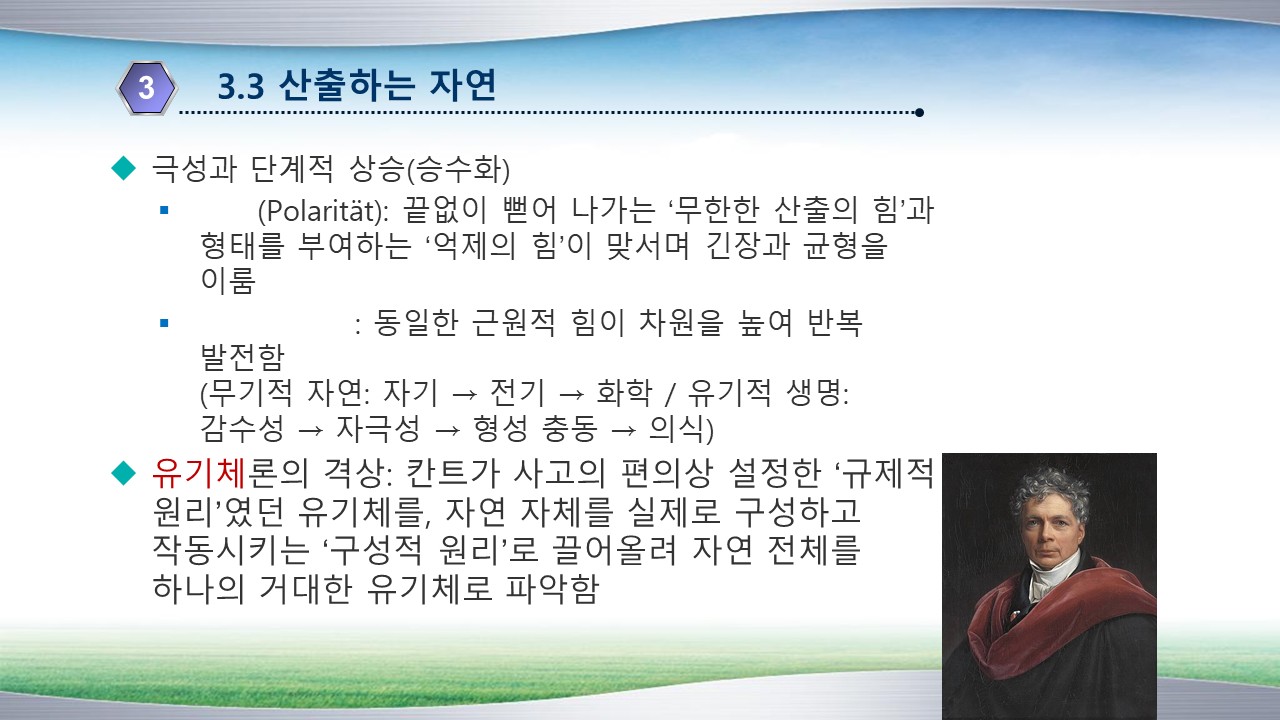 3
3.3 산출하는 자연
극성과 단계적 상승(승수화)
(Polarität): 끝없이 뻗어 나가는 ‘무한한 산출의 힘’과
형태를 부여하는 ‘억제의 힘’이 맞서며 긴장과 균형을
이룸
: 동일한 근원적 힘이 차원을 높여 반복
발전함
(무기적 자연: 자기 → 전기 → 화학 / 유기적 생명:
감수성 → 자극성 → 형성 충동 → 의식)
유기체론의 격상: 칸트가 사고의 편의상 설정한 ‘규제적
원리’였던 유기체를, 자연 자체를 실제로 구성하고
작동시키는 ‘구성적 원리’로 끌어올려 자연 전체를
하나의 거대한 유기체로 파악함